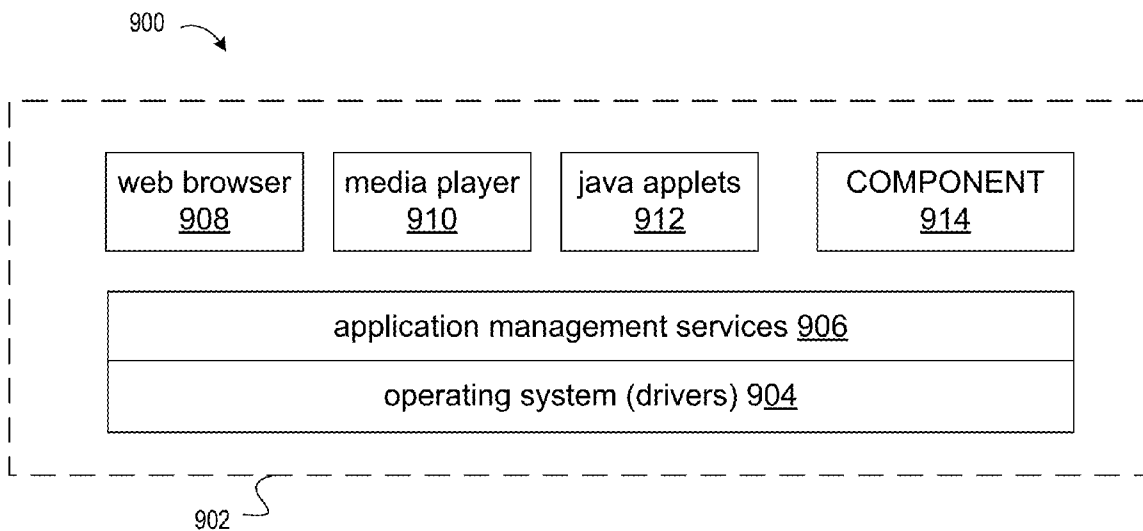 900
web browser
908
media player
910
java applets
912
COMPONENT
914
application management services 906
operating system (drivers) 904
902